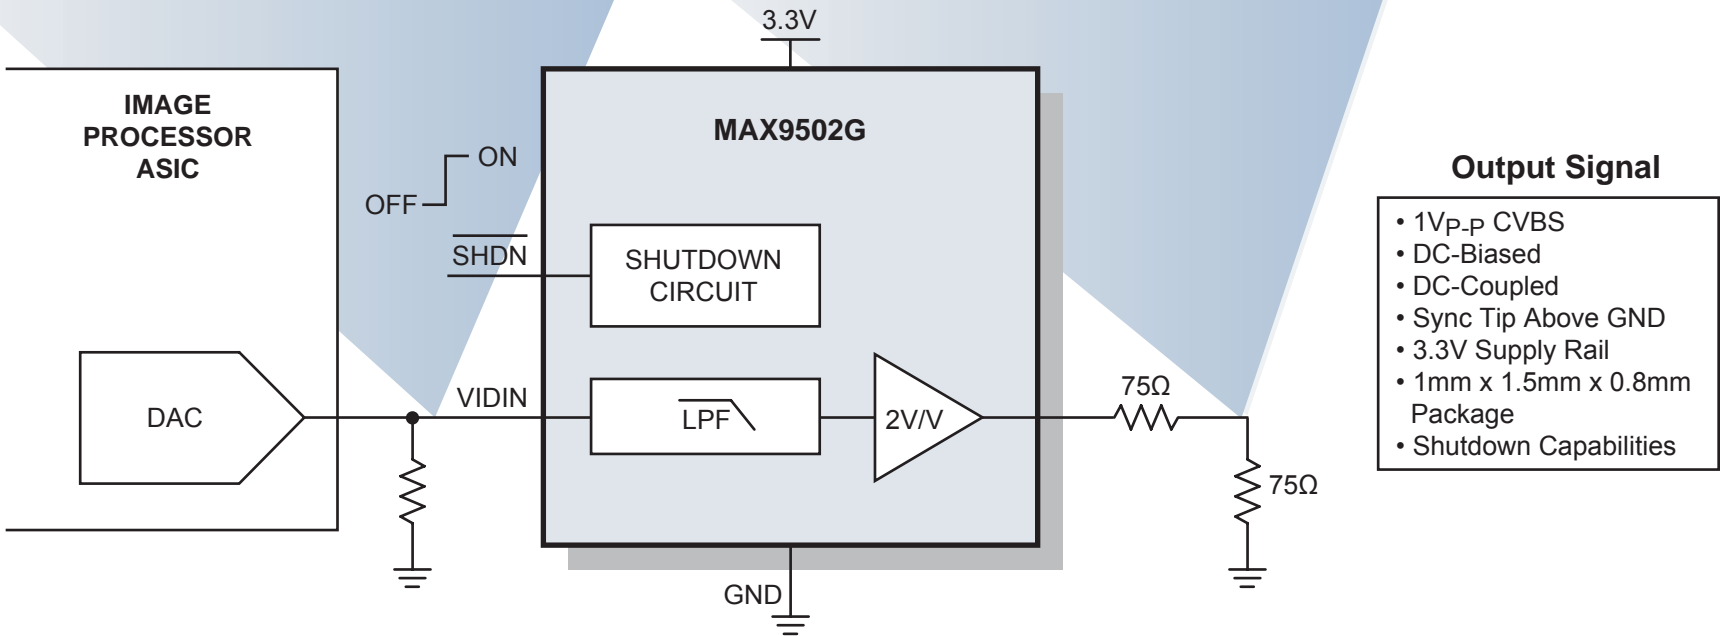 3.3V
IMAGE
PROCESSOR
ASIC
MAX9502G
ON
OFF
SHDN
SHUTDOWN
CIRCUIT
DAC
VIDIN
LPF
2V/V
75Ω
75Ω
GND
Output Signal
• 1VP-P CVBS
• DC-Biased
• DC-Coupled
• Sync Tip Above GND
• 3.3V Supply Rail
• 1mm x 1.5mm x 0.8mm
Package
• Shutdown Capabilities